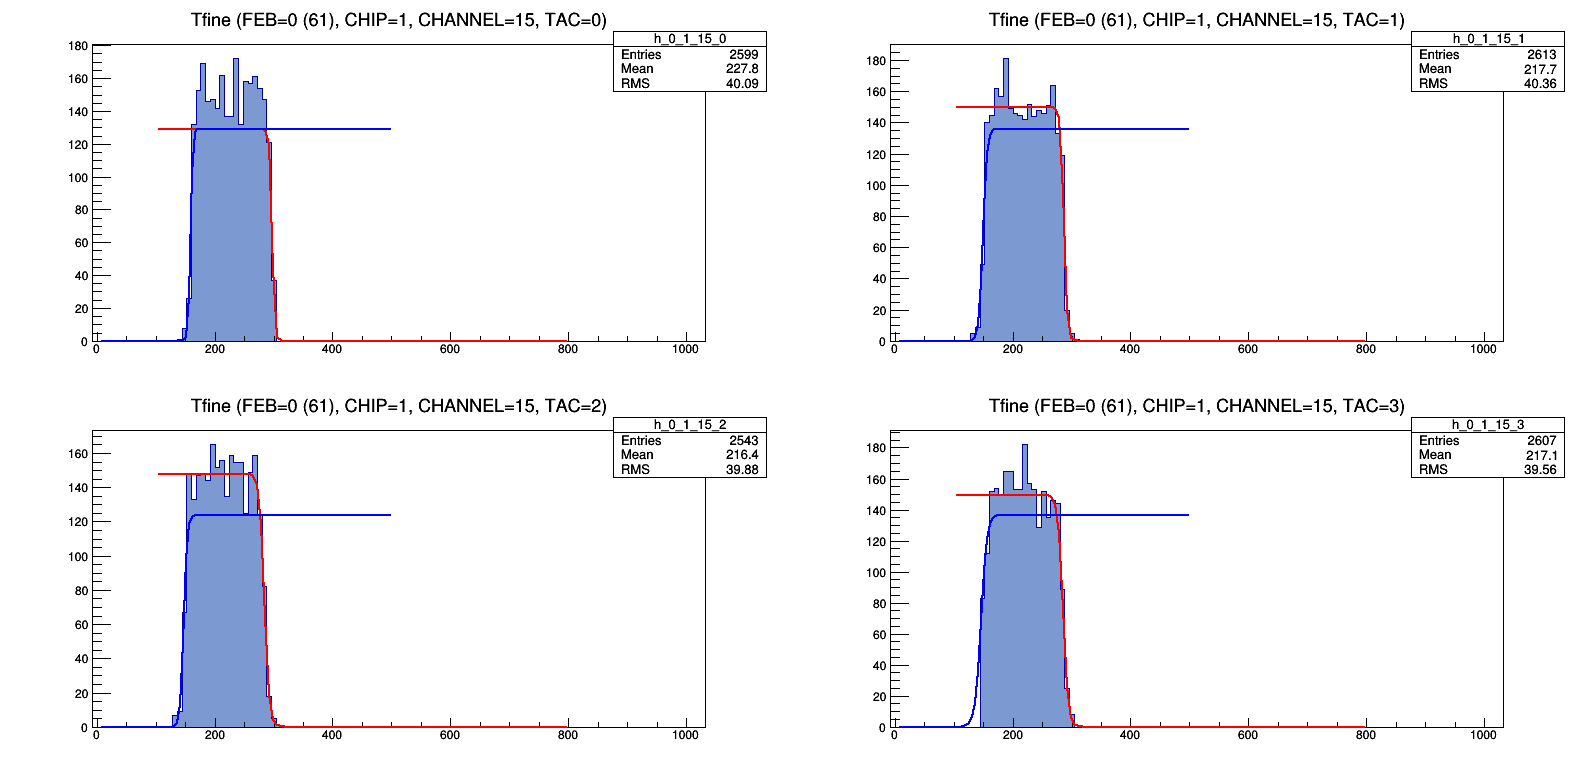 Tfine (FEB=0 (61), CHIP=1, CHANNEL=15, TAC=0)
h_0_1_15_0
Entries 2599
Mean 227.8
RMS 40.09
180
160
140
120
100
80
60
40
20
0
0 200 400 600 800 1000
Tfine (FEB=0 (61), CHIP=1, CHANNEL=15, TAC=1)
h_0_1_15_1
Entries 2613
Mean 217.7
RMS 40.36
180
160
140
120
100
80
60
40
20
0
0 200 400 600 800 1000
Tfine (FEB=0 (61), CHIP=1, CHANNEL=15, TAC=2)
h_0_1_15_2
Entries 2543
Mean 216.4
RMS 39.88
160
140
120
100
80
60
40
20
0
0 200 400 600 800 1000
Tfine (FEB=0 (61), CHIP=1, CHANNEL=15, TAC=3)
h_0_1_15_3
Entries 2607
Mean 217.1
RMS 39.56
180
160
140
120
100
80
60
40
20
0
0 200 400 600 800 1000